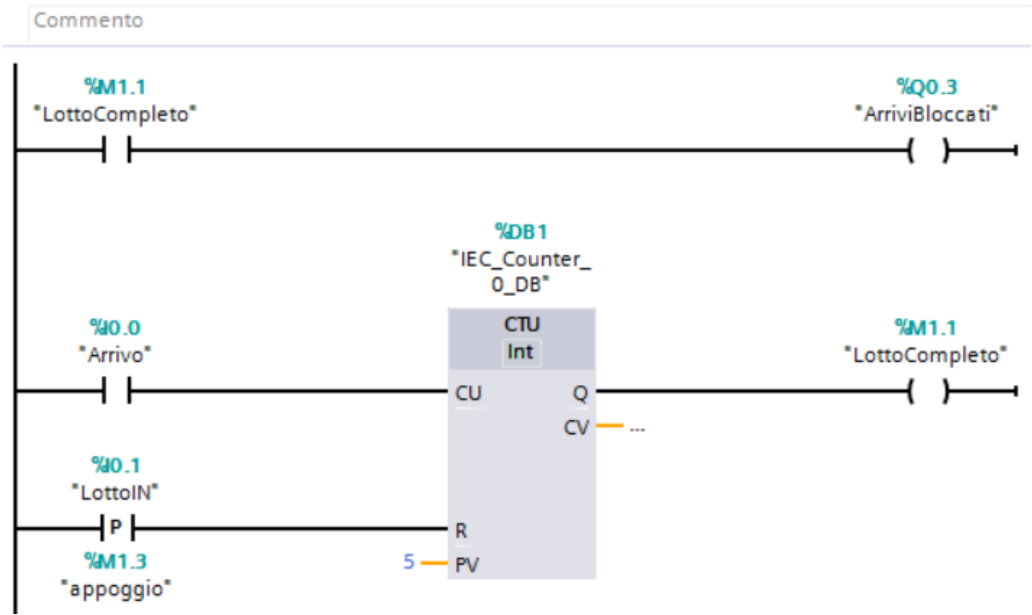 Commento
%M1.1
"LottoCompleto"
%Q0.3
"ArriviBloccati"
%DB1
"IEC_Counter_
0_DB"
CTU
Int
%I0.0
"Arrivo"
%M1.1
"LottoCompleto"
CU
Q
CV
...
%I0.1
"LottoIN"
P
R
%M1.3
"appoggio"
5
PV